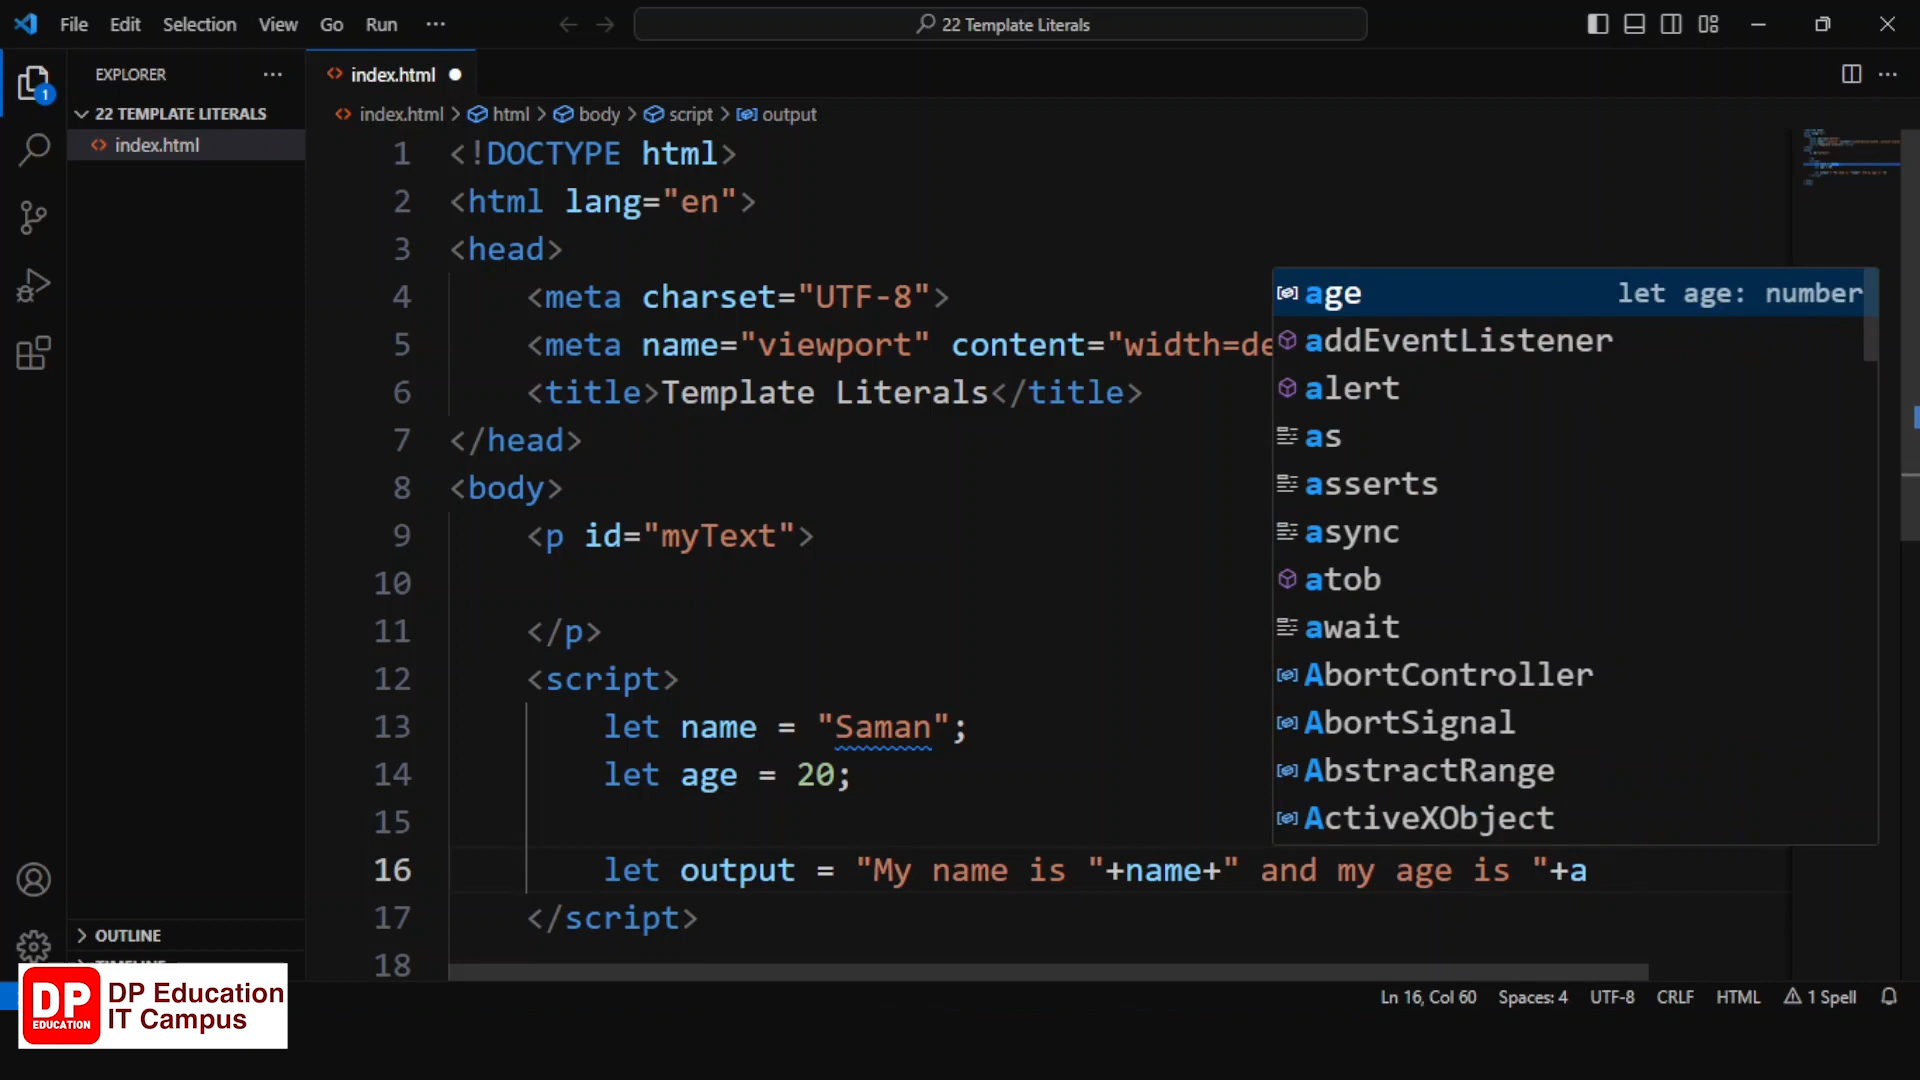 File Edit Selection View Go Run ··· 22 Template Literals
EXPLORER ···
22 TEMPLATE LITERALS
index.html
OUTLINE
index.html
index.html > html > body > script > output
1 <!DOCTYPE html>
2 <html lang="en">
3 <head>
4 <meta charset="UTF-8">
5 <meta name="viewport" content="width=de
6 <title>Template Literals</title>
7 </head>
8 <body>
9 <p id="myText">
10
11 </p>
12 <script>
13 let name = "Saman";
14 let age = 20;
15
16 let output = "My name is "+name+" and my age is "+a
17 </script>
18
age let age: number
addEventListener
alert
as
asserts
async
atob
await
AbortController
AbortSignal
AbstractRange
ActiveXObject
1
Ln 16, Col 60 Spaces: 4 UTF-8 CRLF HTML 1 Spell
DP EDUCATION
DP Education
IT Campus